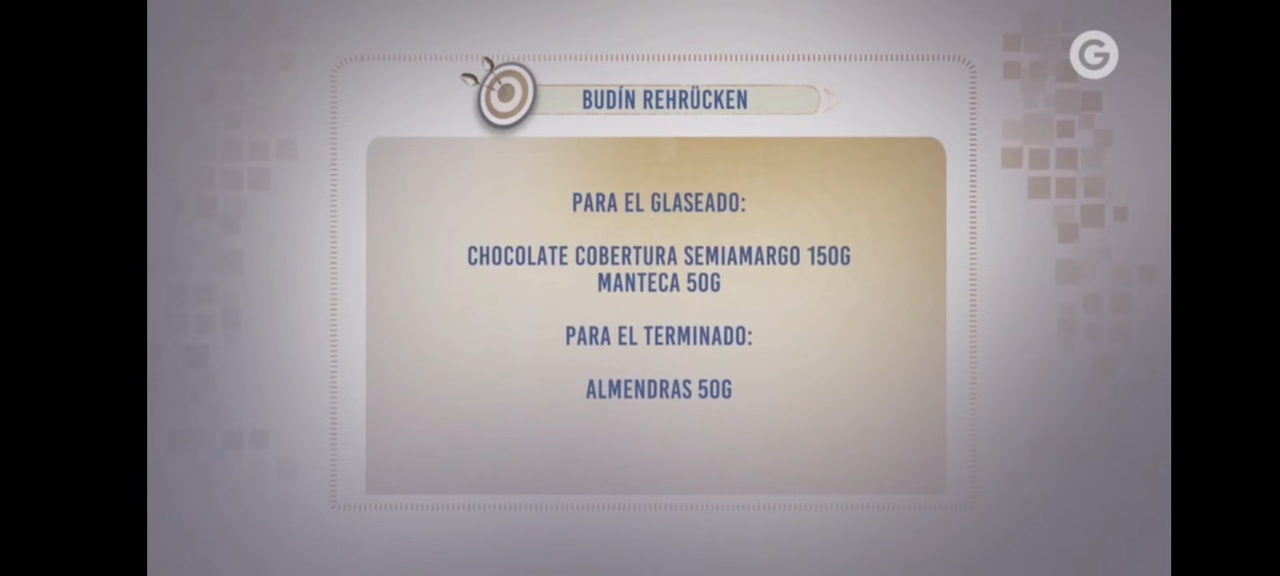 G
BUDÍN REHRÜCKEN
PARA EL GLASEADO:
CHOCOLATE COBERTURA SEMIAMARGO 150G
MANTECA 50G
PARA EL TERMINADO:
ALMENDRAS 50G